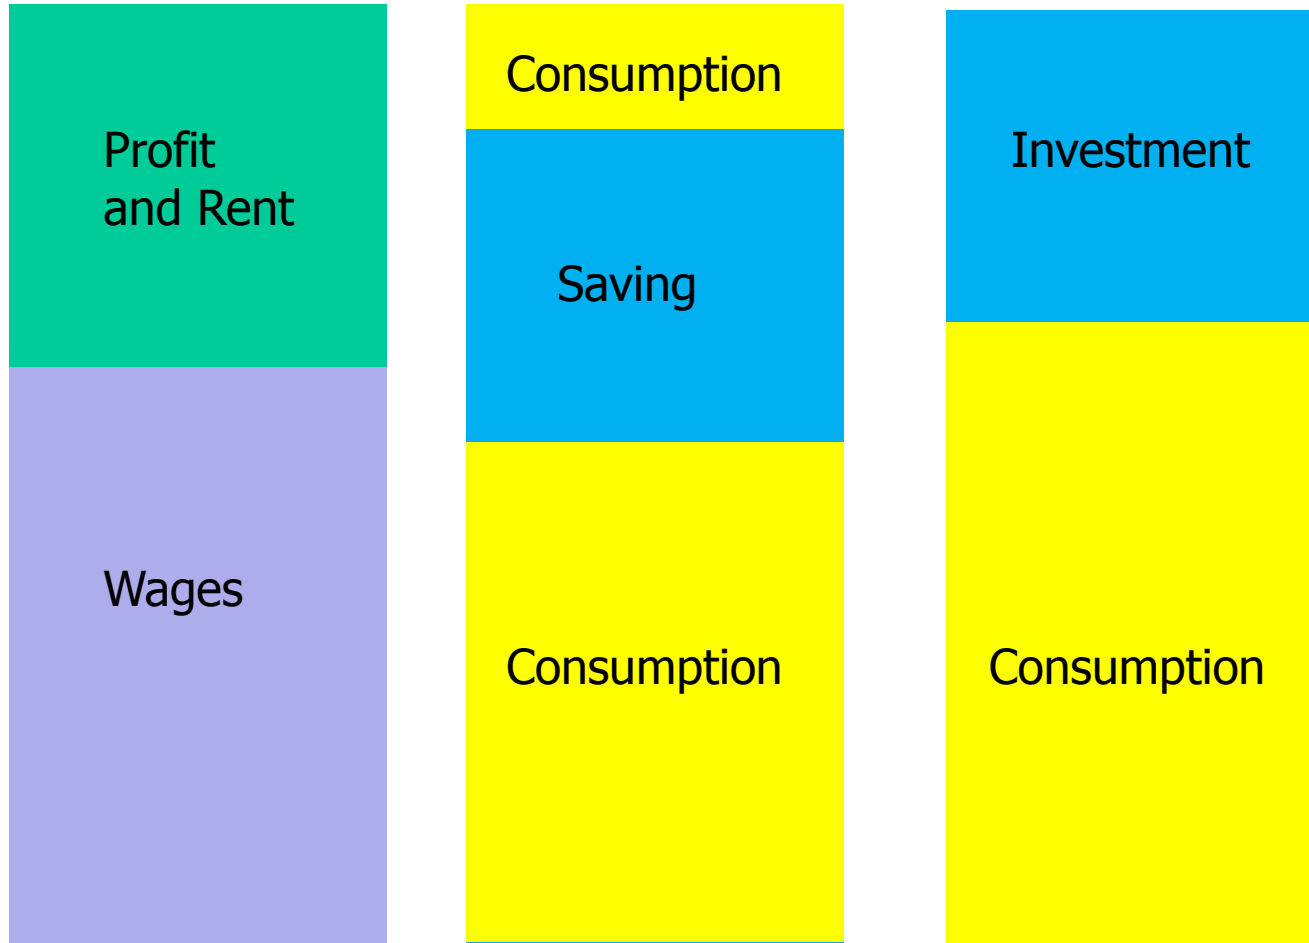 Profit
and Rent
Wages
Consumption
Saving
Consumption
Investment
Consumption